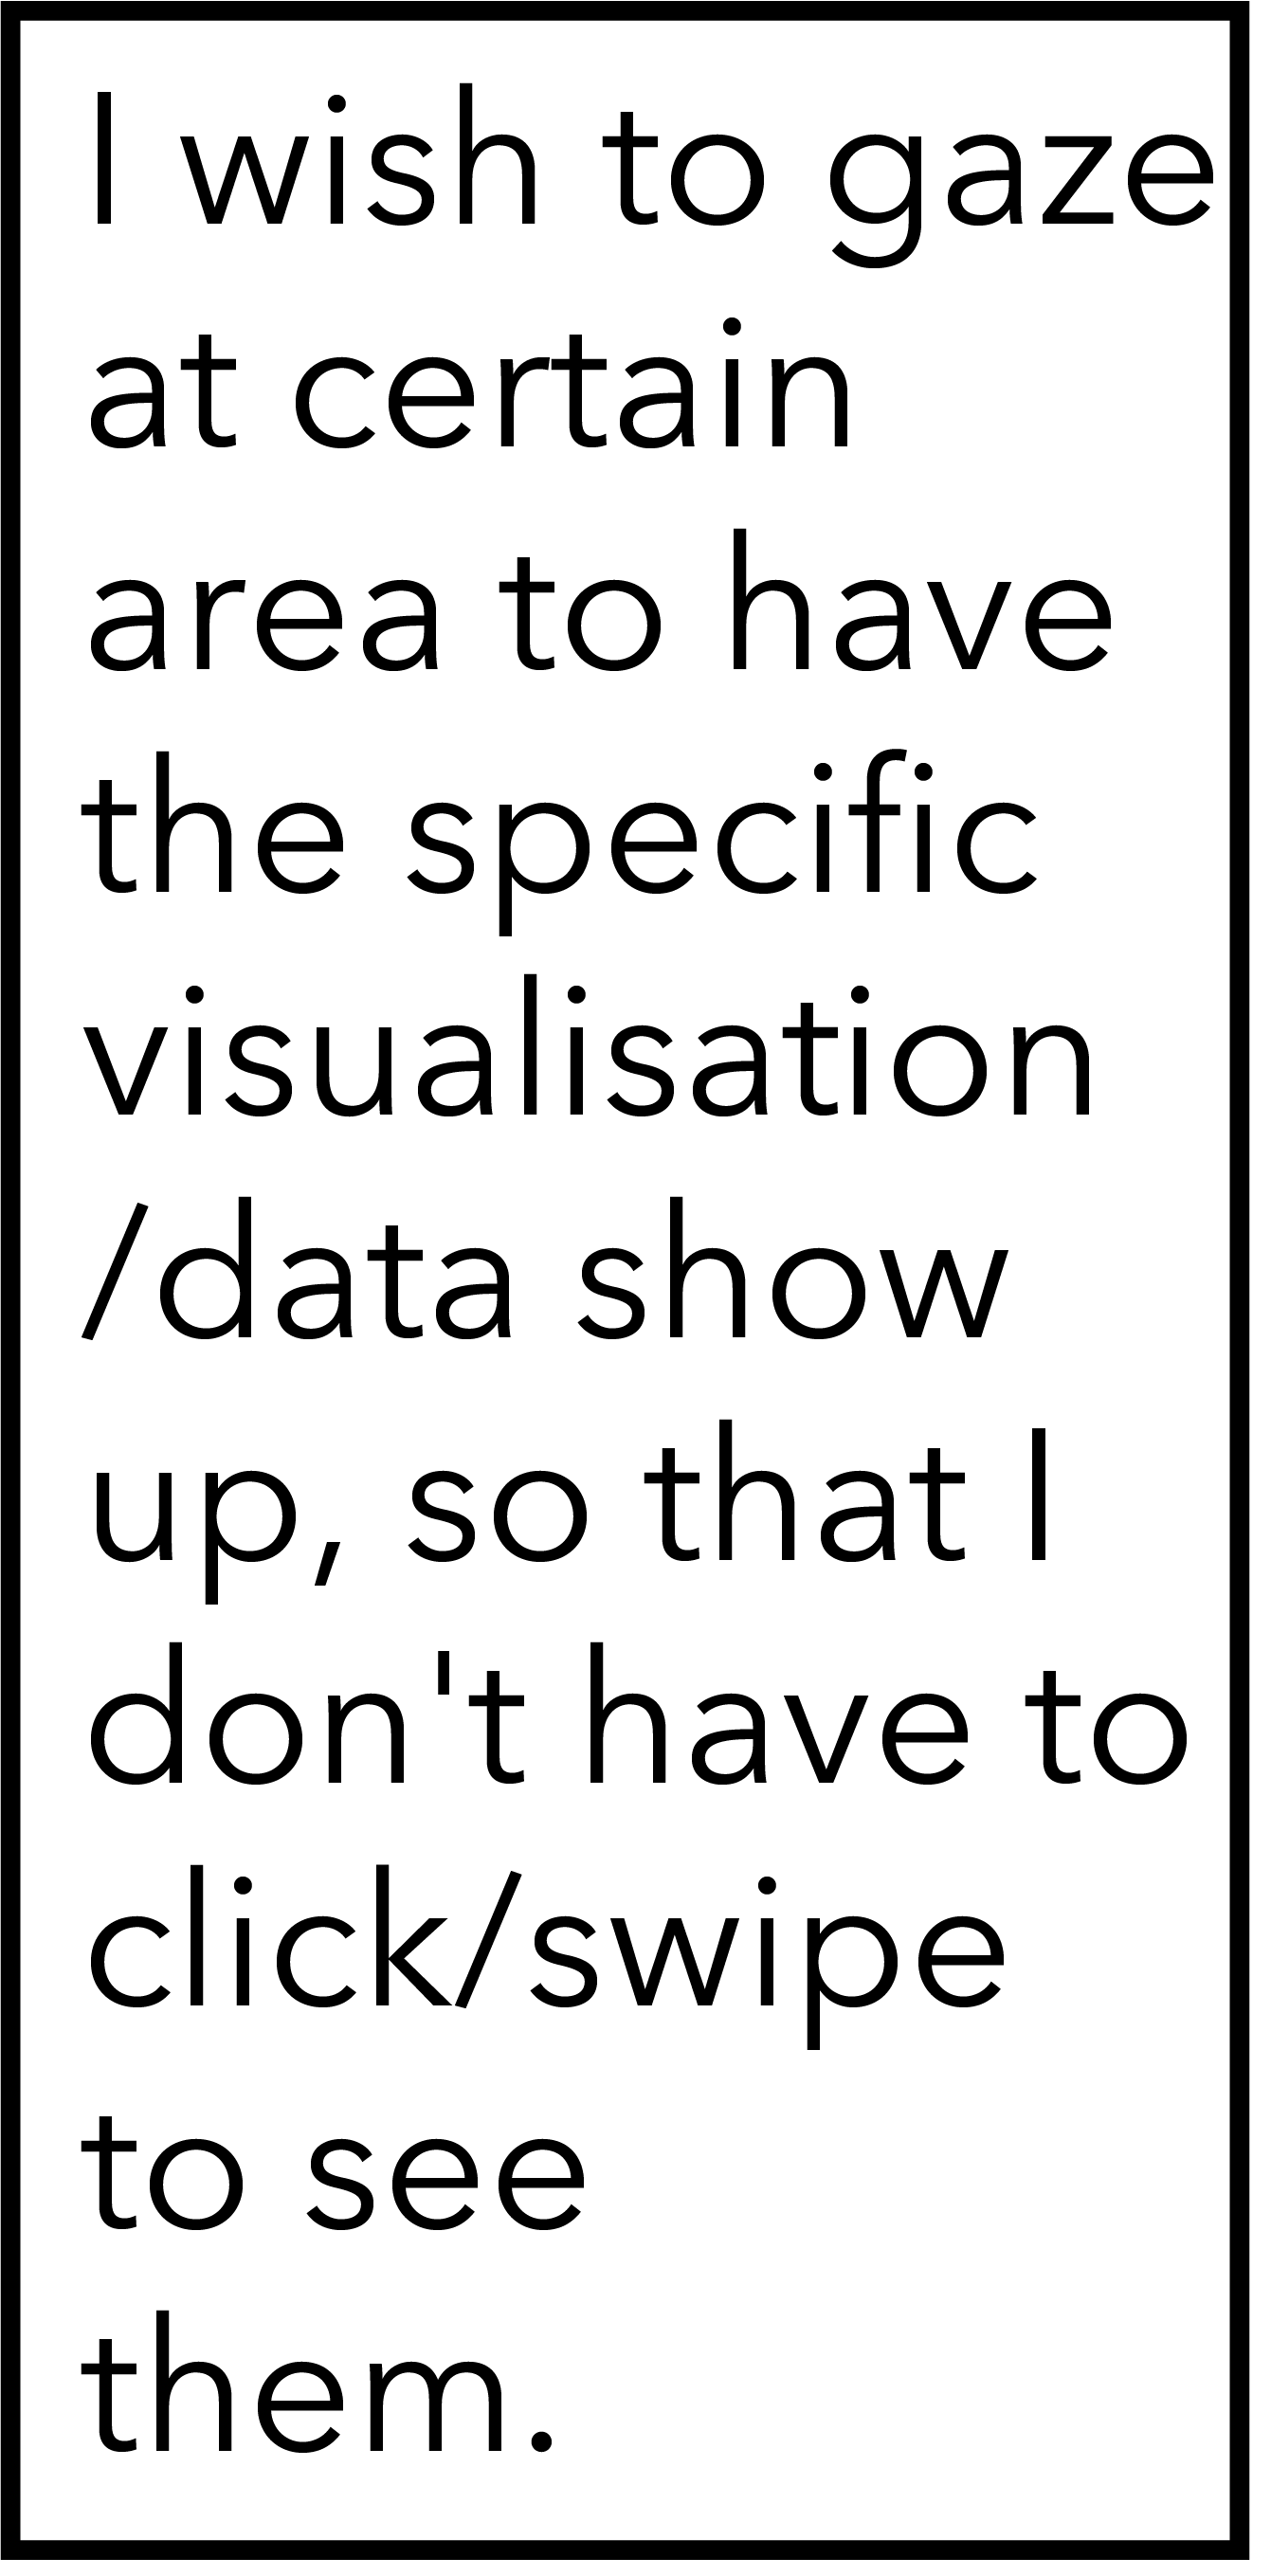 I wish to gaze
at certain
area to have
the specific
visualisation
/data show
up, so that I
don't have to
click/swipe
to see
them.